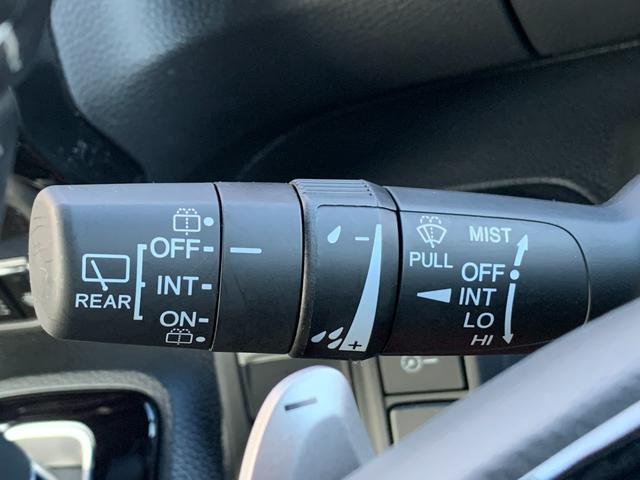 REAR
OFF
INT
ON
− 
+
PULL
MIST
OFF
INT
LO
HI